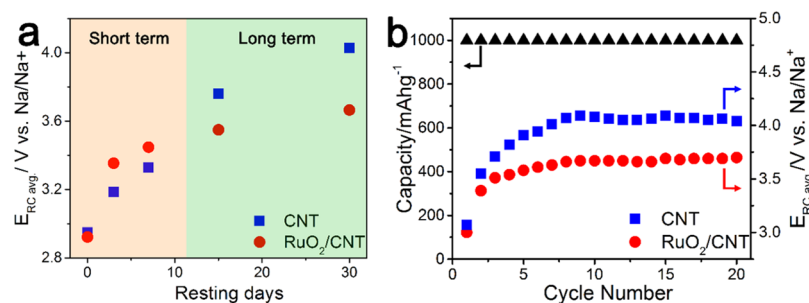 a
Short term
Long term
4.0
3.6
3.2
2.8
E_RC avg. / V vs. Na/Na+
CNT
RuO₂/CNT
0
10
20
30
Resting days
b
1000
800
600
400
200
0
Capacity/mAhg⁻¹
5.0
4.5
4.0
3.5
3.0
E_RC avg. / V vs. Na/Na⁺
CNT
RuO₂/CNT
0
5
10
15
20
Cycle Number